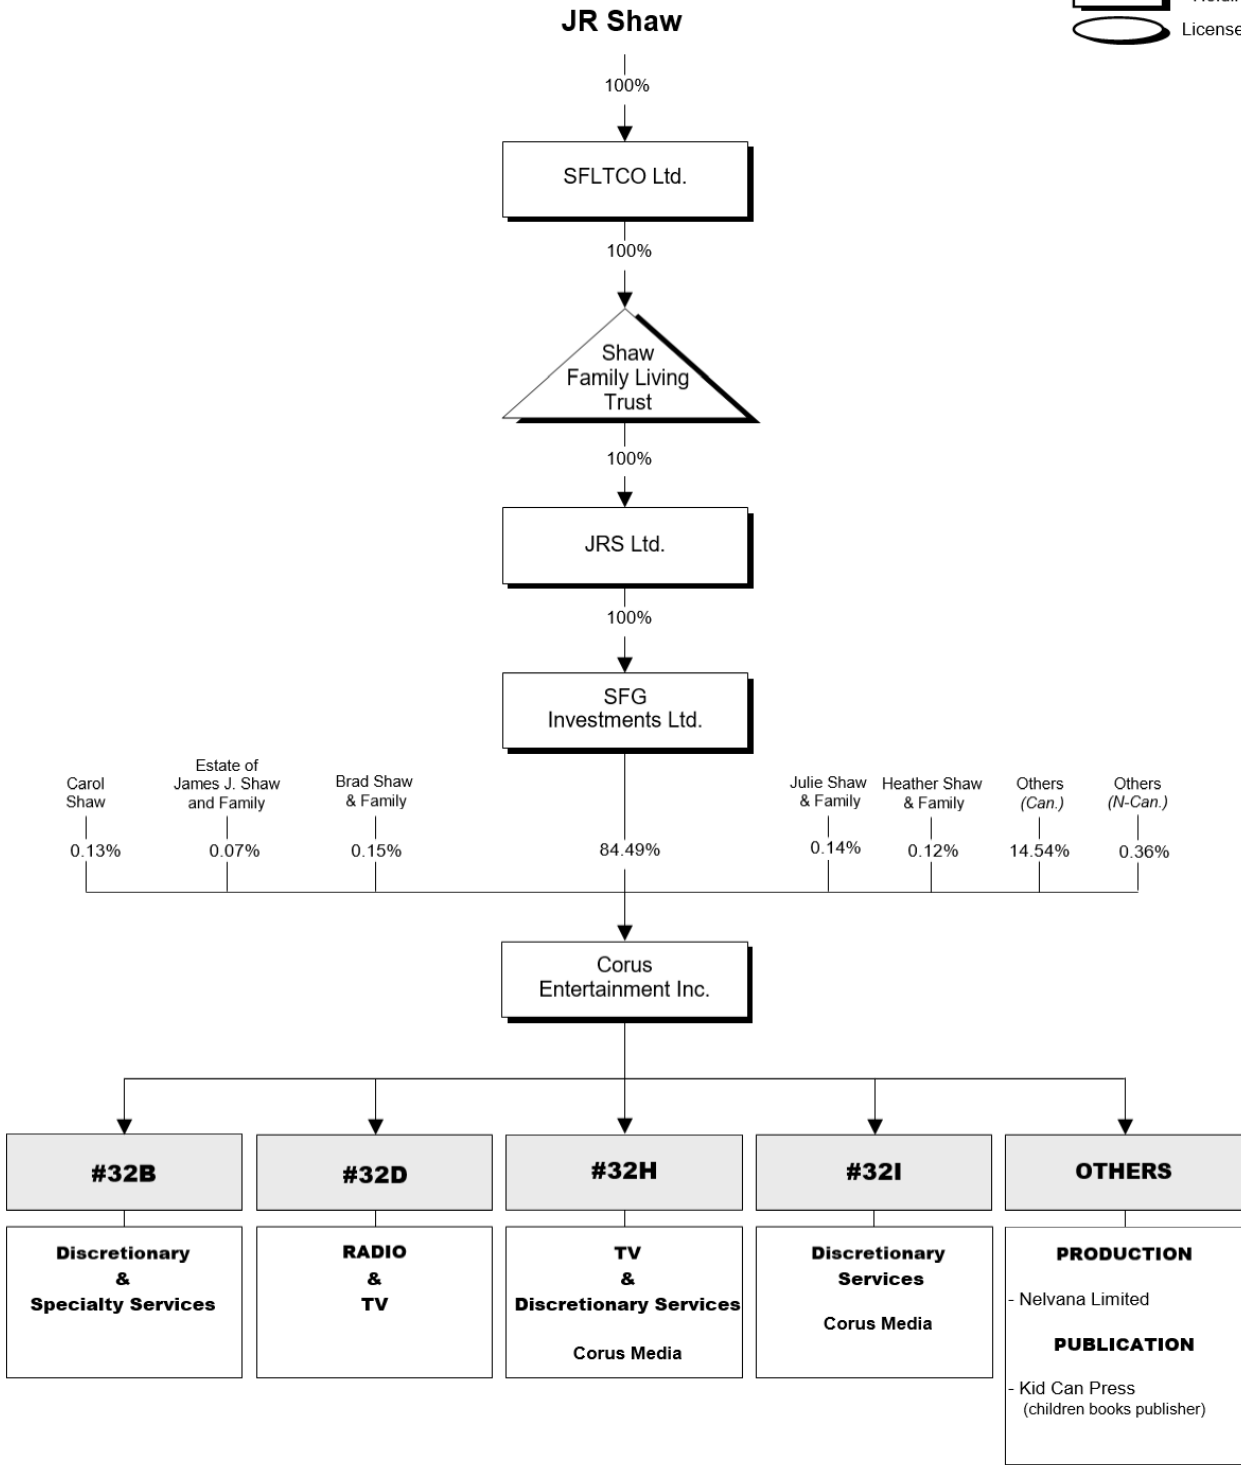 JR Shaw
License
100%
SFLTCO Ltd.
100%
Shaw
Family Living
Trust
100%
JRS Ltd.
100%
SFG
Investments Ltd.
Carol
Shaw
0.13%
Estate of
James J. Shaw
and Family
0.07%
Brad Shaw
& Family
0.15%
84.49%
Julie Shaw
& Family
0.14%
Heather Shaw
& Family
0.12%
Others
(Can.)
14.54%
Others
(N-Can.)
0.36%
Corus
Entertainment Inc.
#32B
Discretionary
&
Specialty Services
#32D
RADIO
&
TV
#32H
TV
&
Discretionary Services
Corus Media
#32I
Discretionary
Services
Corus Media
OTHERS
PRODUCTION
- Nelvana Limited
PUBLICATION
- Kid Can Press
(children books publisher)